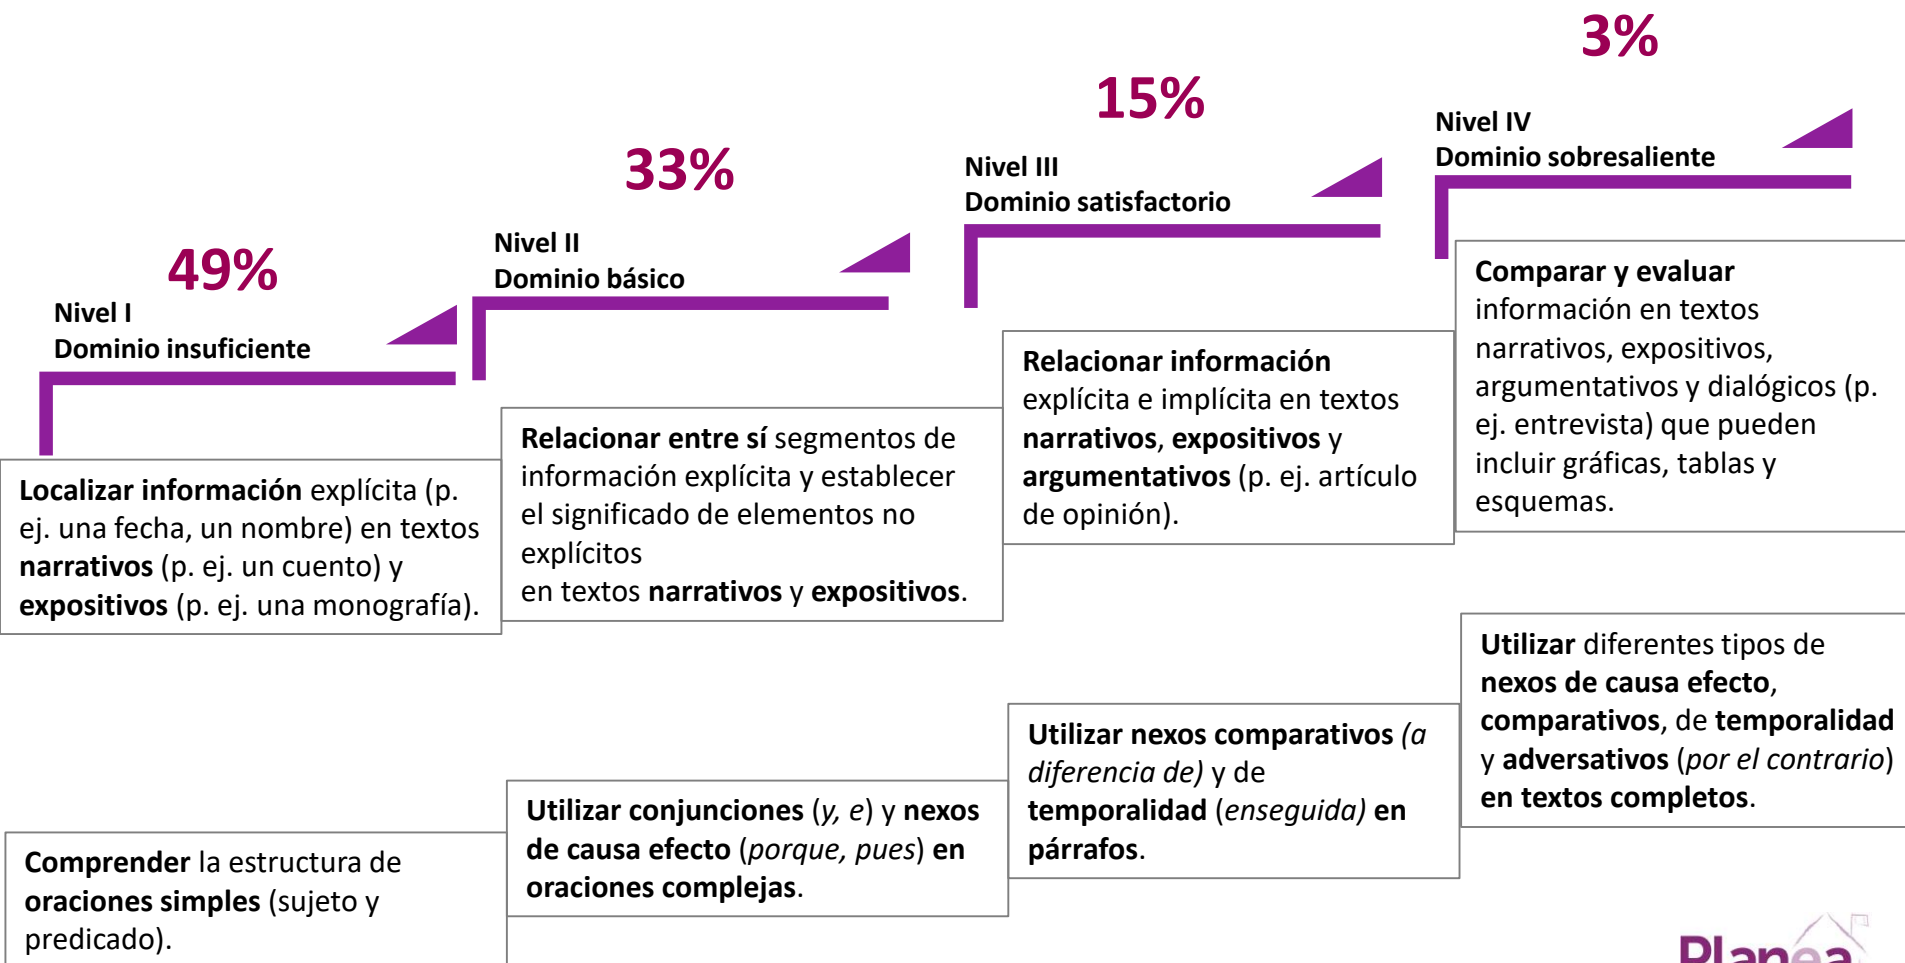 49%
Nivel I
Dominio insuficiente
Localizar información explícita (p.
ej. una fecha, un nombre) en textos
narrativos (p. ej. un cuento) y
expositivos (p. ej. una monografía).
Comprender la estructura de
oraciones simples (sujeto y
predicado).
33%
Nivel II
Dominio básico
Relacionar entre sí segmentos de
información explícita y establecer
el significado de elementos no
explícitos
en textos narrativos y expositivos.
Utilizar conjunciones (y, e) y nexos
de causa efecto (porque, pues) en
oraciones complejas.
15%
Nivel III
Dominio satisfactorio
Relacionar información
explícita e implícita en textos
narrativos, expositivos y
argumentativos (p. ej. artículo
de opinión).
Utilizar nexos comparativos (a
diferencia de) y de
temporalidad (enseguida) en
párrafos.
3%
Nivel IV
Dominio sobresaliente
Comparar y evaluar
información en textos
narrativos, expositivos,
argumentativos y dialógicos (p.
ej. entrevista) que pueden
incluir gráficas, tablas y
esquemas.
Utilizar diferentes tipos de
nexos de causa efecto,
comparativos, de temporalidad
y adversativos (por el contrario)
en textos completos.
Planea